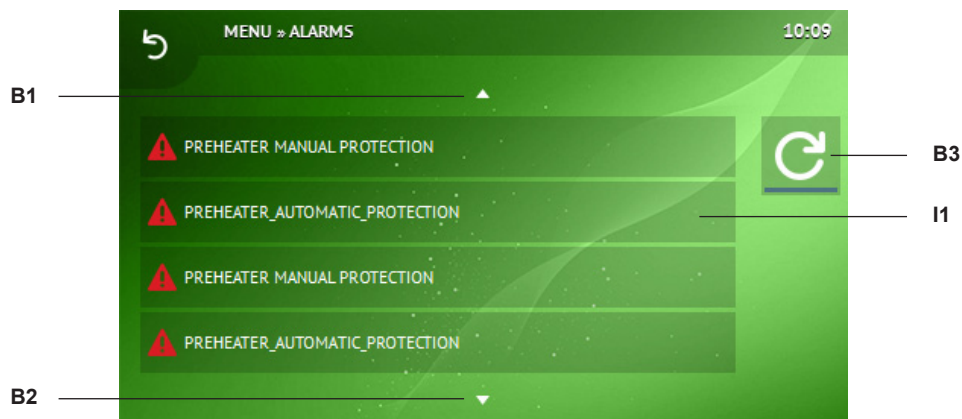 MENU » ALARMS 10:09
B1
PREHEATER MANUAL PROTECTION
B3
PREHEATER_AUTOMATIC_PROTECTION
I1
PREHEATER MANUAL PROTECTION
PREHEATER_AUTOMATIC_PROTECTION
B2